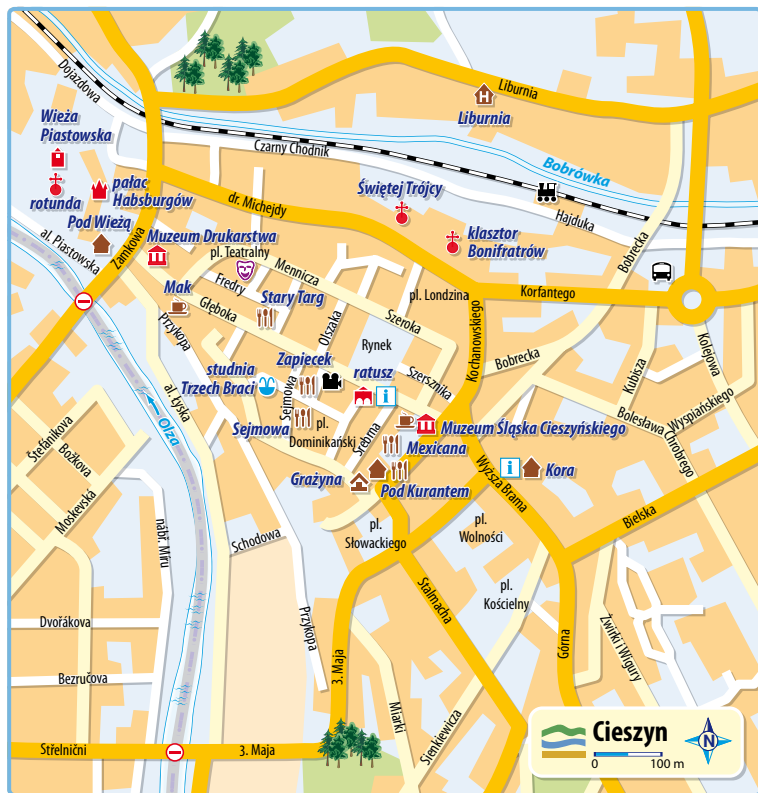 Dojazdowa
Liburnia
Liburnia
H
Wieża
Piastowska
Czarny Chodnik
Bobrówka
rotunda
pałac
Habsburgów
Pod Wieżą
al. Piastowska
Zamkowa
dr. Michejdy
Świętej Trójcy
Hajduka
klasztor
Bonifratrów
Bobrecka
Muzeum Drukarstwa
pl. Teatralny
Mennicza
Fredry
Mak
Głęboka
Stary Targ
Przykopa
Olszaka
Szeroka
pl. Londzina
Korfantego
Rynek
Kochanowskiego
Kolejowa
studnia
Trzech Braci
Zapiecek
Sejmowa
ratusz
i
Szersznika
Bobrecka
Kubisza
al. Łyska
Olza
Sejmowa
pl.
Dominikański
Srebrna
Muzeum Śląska Cieszyńskiego
Mexicana
Bolesława Chrobrego
Wyspiańskiego
Štefánikova
Božkova
Moskevská
Grażyna
Pod Kurantem
i
Kora
Wyższa Brama
Bielska
nábř. Míru
Schodowa
pl.
Słowackiego
pl.
Wolności
pl.
Kościelny
Stalmacha
Przykopa
Górna
Żwirki i Wigury
Dvořákova
Bezručova
3. Maja
Miarki
Sienkiewicza
Střelniční
3. Maja
Cieszyn
N
0 100 m